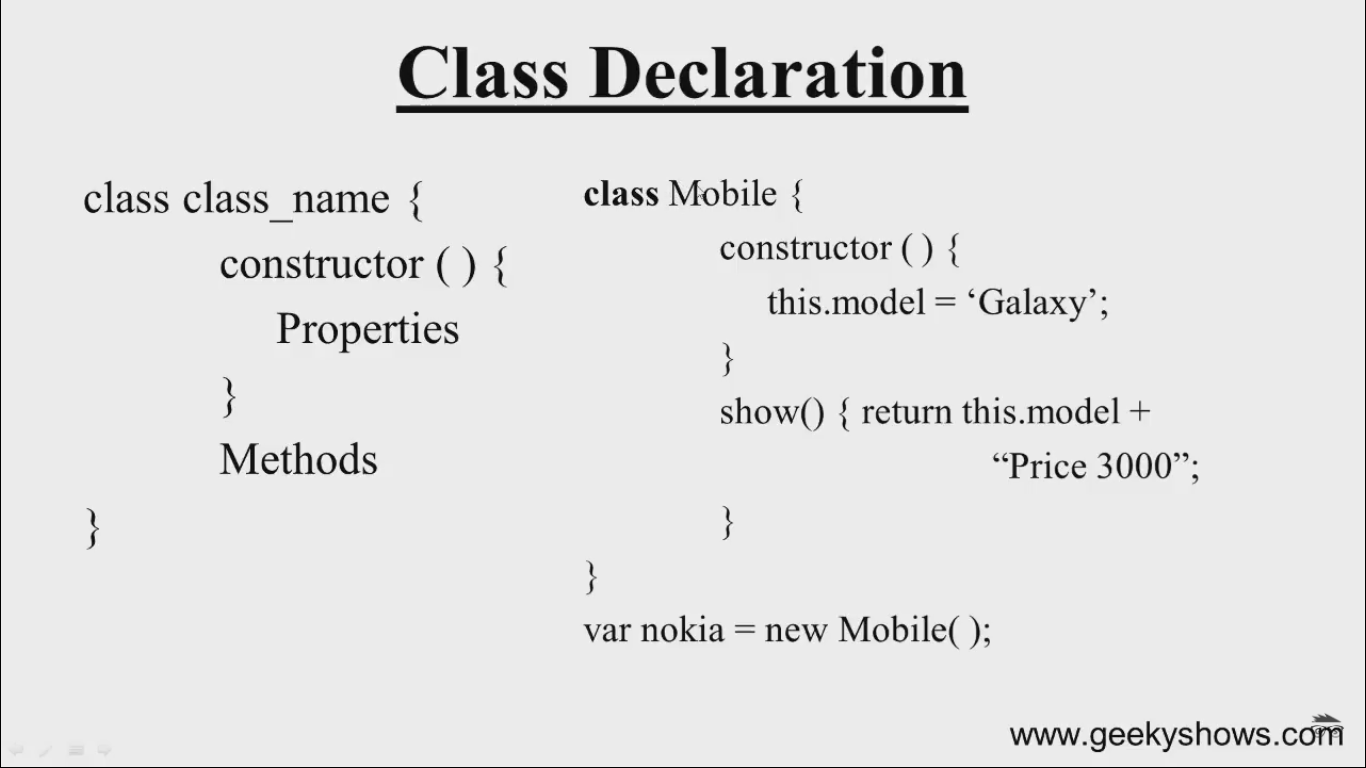 Class Declaration
class class_name {
constructor ( ) {
Properties
}
Methods
}
class Mobile {
constructor ( ) {
this.model = ‘Galaxy’;
}
show() { return this.model +
“Price 3000”;
}
}
var nokia = new Mobile( );
www.geekyshows.com